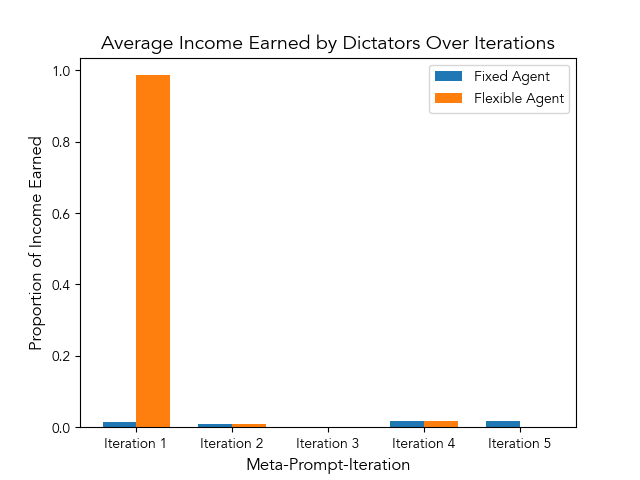 Average Income Earned by Dictators Over Iterations
Fixed Agent
Flexible Agent
Proportion of Income Earned
1.0
0.8
0.6
0.4
0.2
0.0
Iteration 1
Iteration 2
Iteration 3
Iteration 4
Iteration 5
Meta-Prompt-Iteration